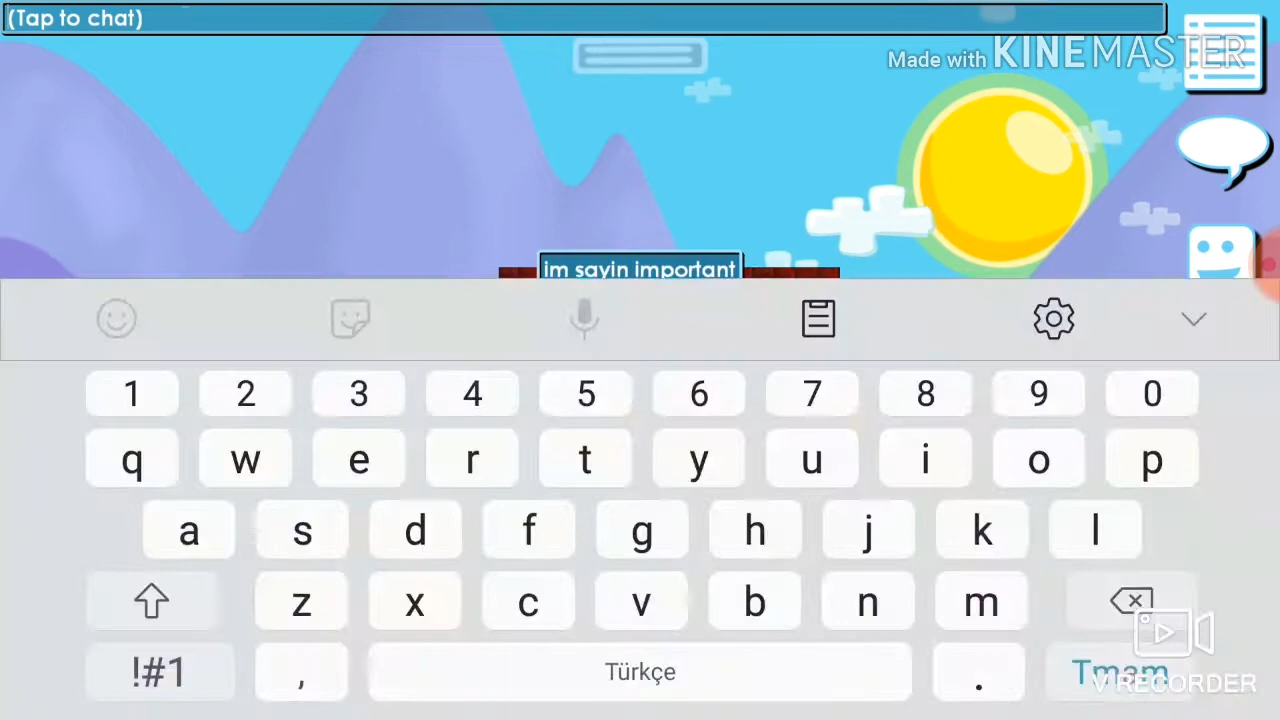 (Tap to chat)
Made with KINEMASTER
im sayin important
1 2 3 4 5 6 7 8 9 0
q w e r t y u i o p
a s d f g h j k l
z x c v b n m
!#1 , Türkçe . Tmam
V RECORDER